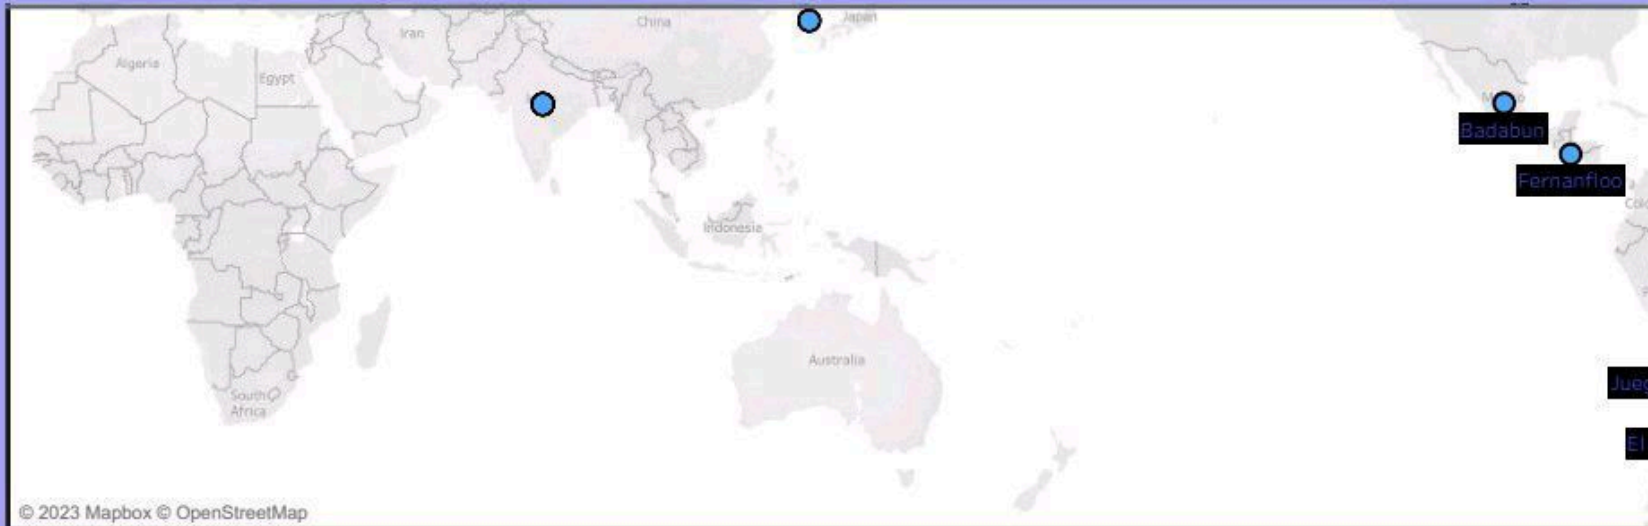 China
Japan
Iran
Algeria
Egypt
Badabun
Fernanfloo
Indonesia
Australia
South
Africa
© 2023 Mapbox © OpenStreetMap